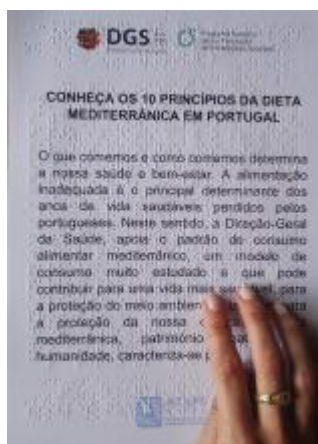 DGS
CONHEÇA OS 10 PRINCÍPIOS DA DIETA
MEDITERRÂNICA EM PORTUGAL
O que comemos e como comemos determina
a nossa saúde e bem-estar. A alimentação
inadequada é o principal determinante dos
anos de vida saudáveis perdidos pelos
portugueses. Neste sentido, a Direção-Geral
da Saúde, apoia o padrão de consumo
alimentar mediterrânico, um modelo de
consumo muito estudado e que pode
contribuir para uma vida mais saudável, para
a proteção do meio ambien
a proteção da nossa
mediterrânica, património
humanidade, caracteriza-se